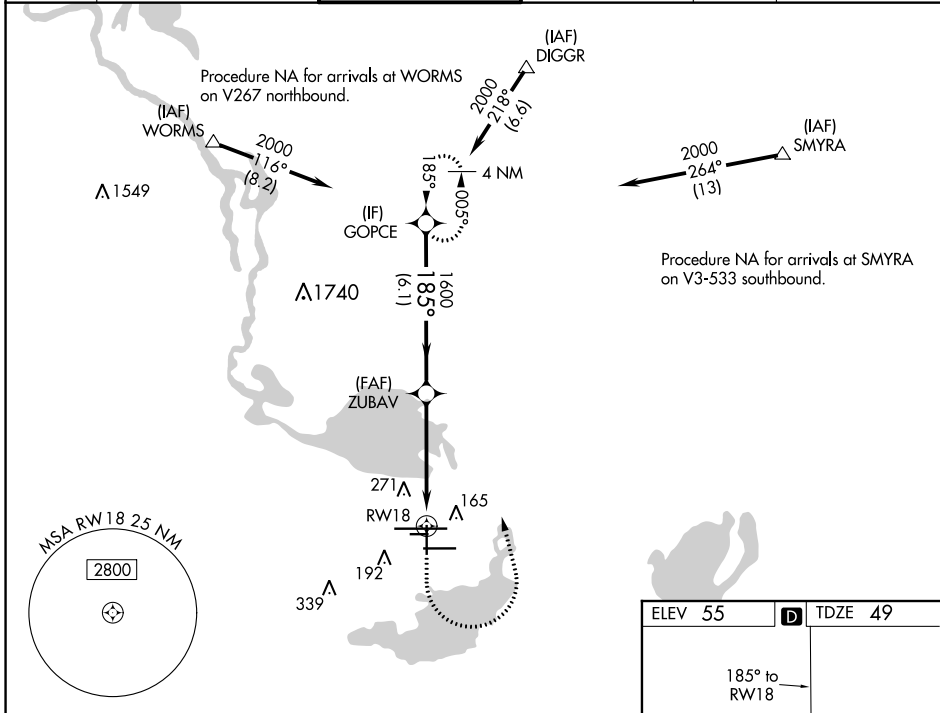 (IAF)
DIGGR
Procedure NA for arrivals at WORMS
on V267 northbound.
2000
218°
(6.6)
(IAF)
WORMS
2000
116°
(8.2)
(IAF)
SMYRA
2000
264°
(13)
185°
005°
4 NM
1549
(IF)
GOPCE
Procedure NA for arrivals at SMYRA
on V3-533 southbound.
1740
1600
185°
(6.1)
(FAF)
ZUBAV
271
165
RW18
MSA RW18 25 NM
2800
192
339
ELEV 55
D
TDZE 49
185° to
RW18